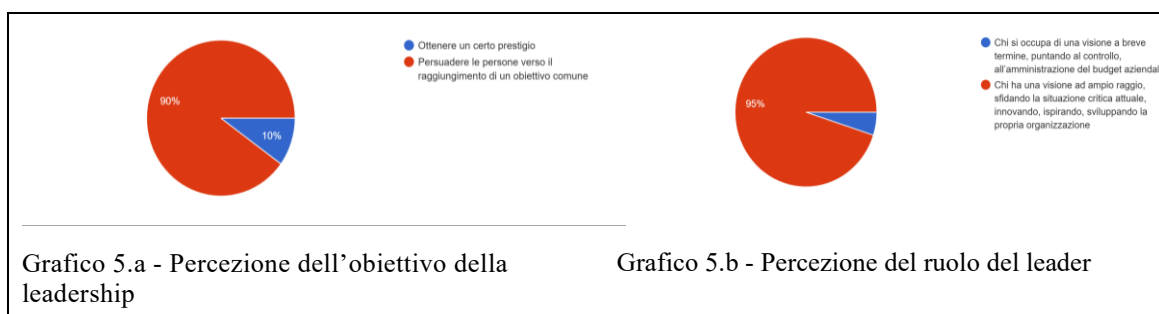 90%
10%
Ottenere un certo prestigio
Persuadere le persone verso il
raggiungimento di un obiettivo comune
95%
Chi si occupa di una visione a breve
termine, puntando al controllo,
all'amministrazione del budget aziendal
Chi ha una visione ad ampio raggio,
sfidando la situazione critica attuale,
innovando, ispirando, sviluppando la
propria organizzazione
Grafico 5.a - Percezione dell’obiettivo della
leadership
Grafico 5.b - Percezione del ruolo del leader